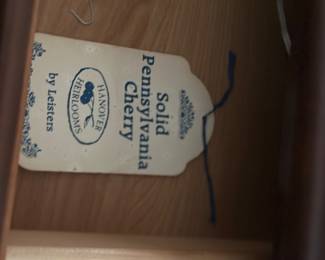 Solid
Pennsylvania
Cherry
HANOVER
HEIRLOOMS
by Leisters